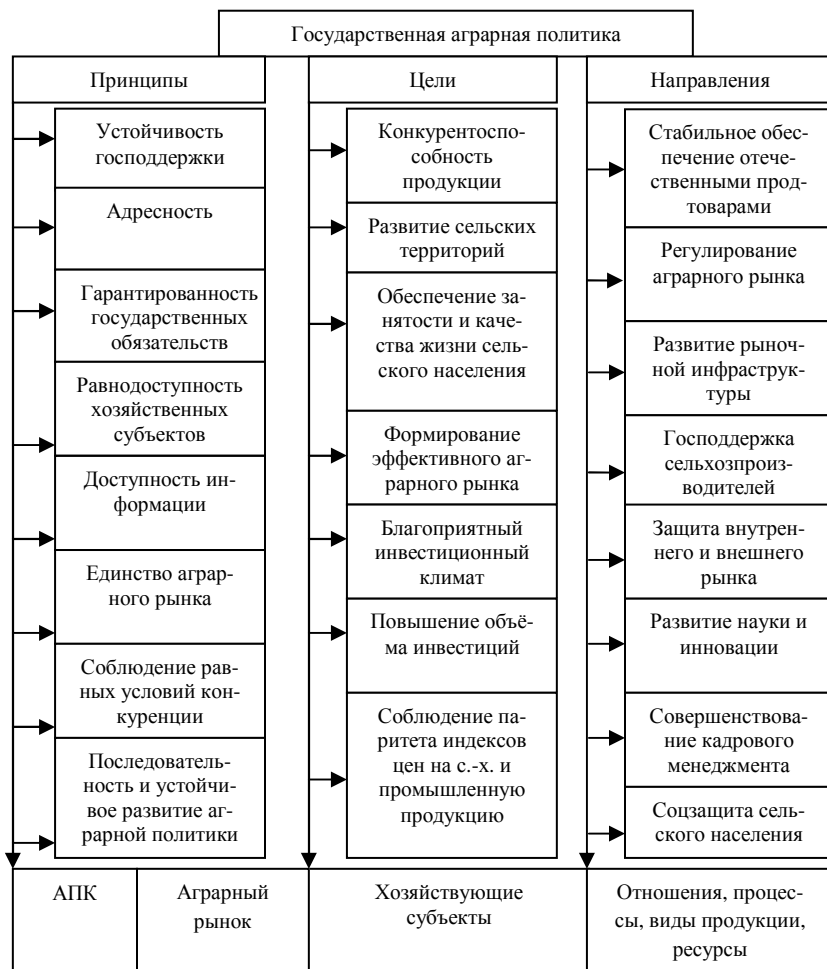 Государственная аграрная политика
Принципы
Устойчивость
господдержки
Адресность
Гарантированность
государственных
обязательств
Равнодоступность
хозяйственных
субъектов
Доступность ин-
формации
Единство аграр-
ного рынка
Соблюдение рав-
ных условий кон-
куренции
Последователь-
ность и устойчи-
вое развитие аг-
рарной политики
Цели
Конкурентоспо-
собность
продукции
Развитие сельских
территорий
Обеспечение за-
нятости и качес-
тва жизни сель-
ского населения
Формирование
эффективного аг-
рарного рынка
Благоприятный
инвестиционный
климат
Повышение объё-
ма инвестиций
Соблюдение па-
ритета индексов
цен на с.-х. и
промышленную
продукцию
Направления
Стабильное обес-
печение отече-
ственными прод-
товарами
Регулирование
аграрного рынка
Развитие рыноч-
ной инфраструк-
туры
Господдержка
сельхозпроиз-
водителей
Защита внутрен-
него и внешнего
рынка
Развитие науки и
инновации
Совершенствова-
ние кадрового
менеджмента
Соцзащита сель-
ского населения
АПК
Аграрный
рынок
Хозяйствующие
субъекты
Отношения, процес-
сы, виды продукции,
ресурсы